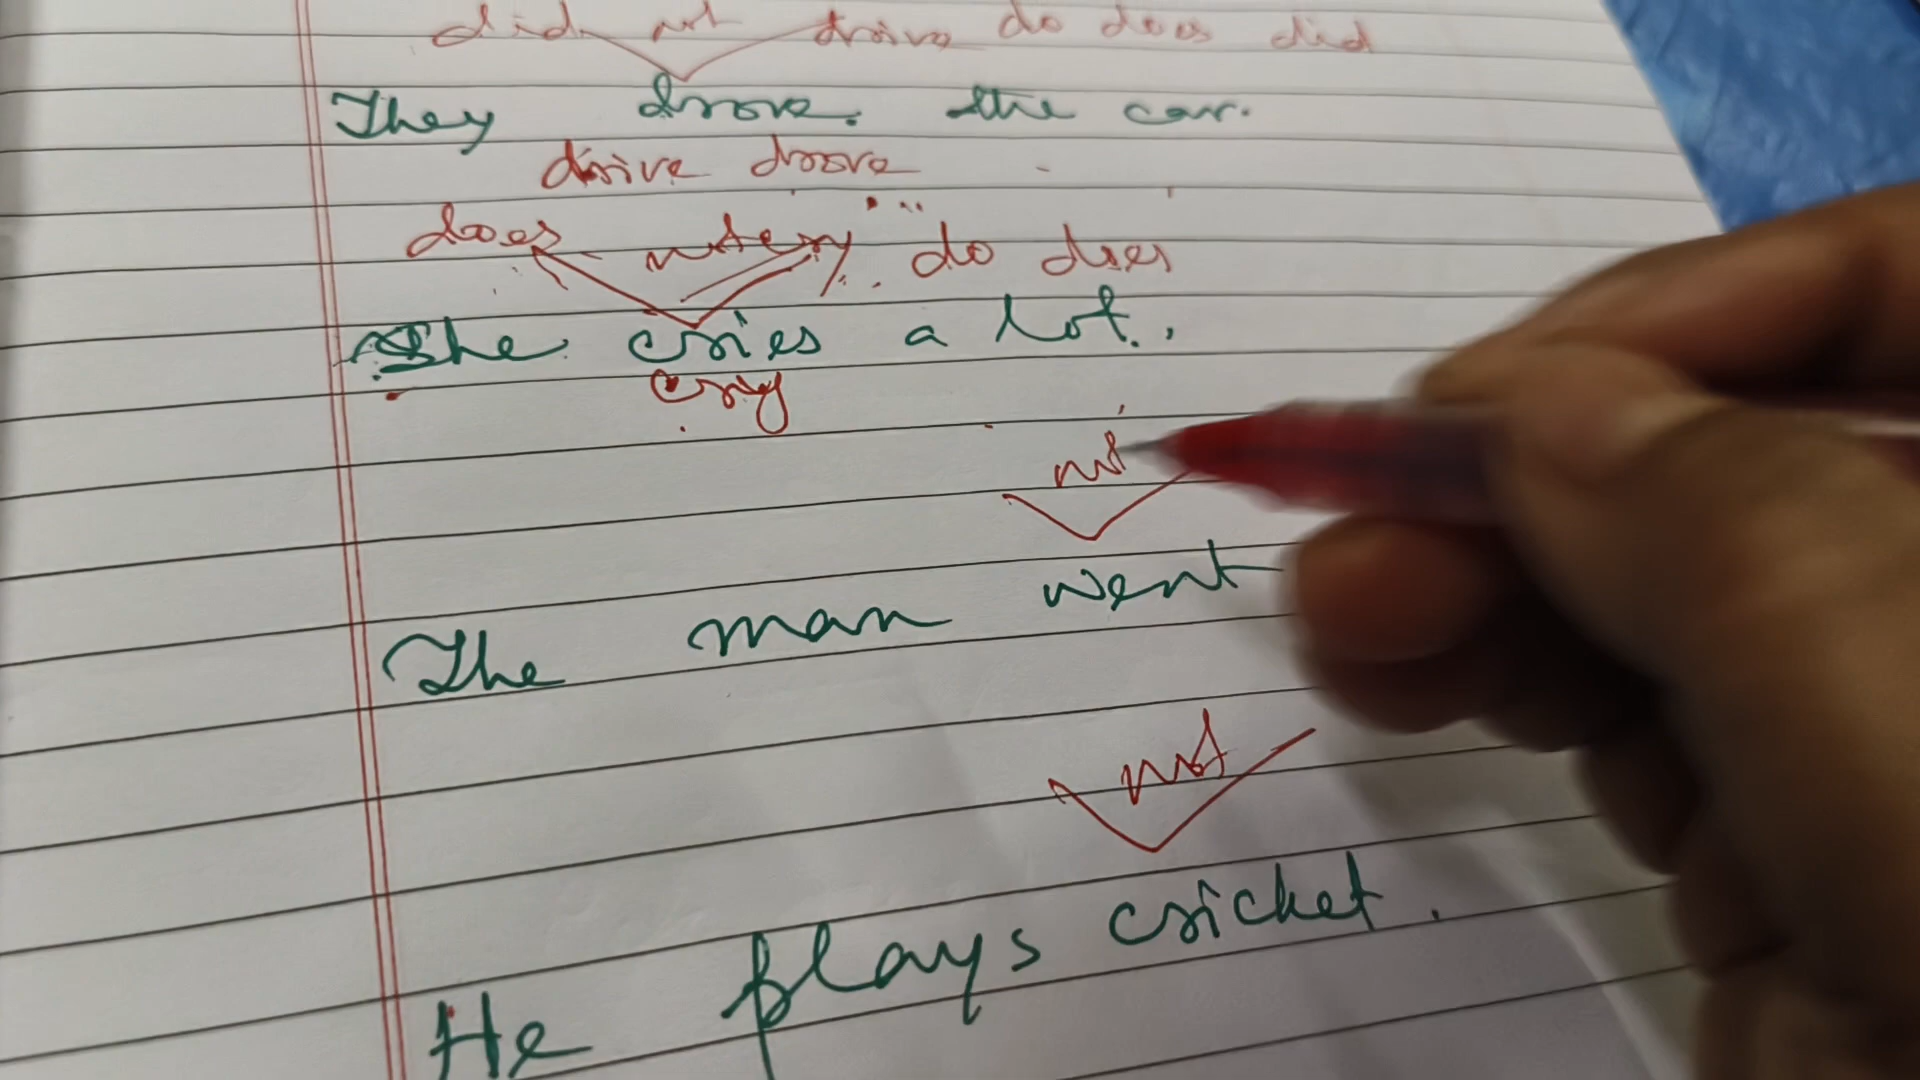 did not drive do does did
They drove. the car.
drive drove
does not cry do does
She cries a lot.
cry
not
The man went
not
He plays cricket.